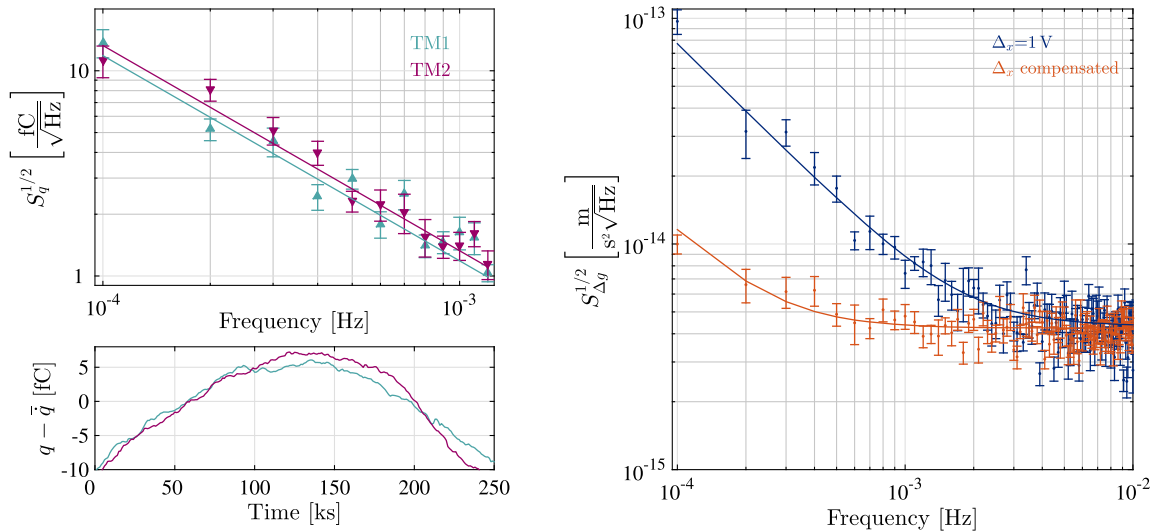 TM1
TM2
10
1
10⁻⁴
10⁻³
S_q^{1/2} [fC/√Hz]
Frequency [Hz]
5
0
-5
-10
0
50
100
150
200
250
q − q̇̄ [fC]
Time [ks]
10⁻¹³
10⁻¹⁴
10⁻¹⁵
Δₓ=1 V
Δₓ compensated
S_{Δg}^{1/2} [m/s²√Hz]
10⁻⁴
10⁻³
10⁻²
Frequency [Hz]